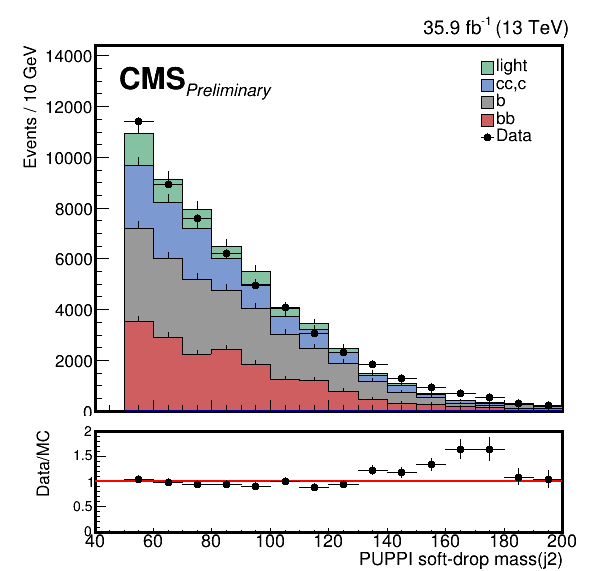 35.9 fb⁻¹ (13 TeV)
CMS Preliminary
Events / 10 GeV
14000
12000
10000
8000
6000
4000
2000
0
light
cc,c
b
bb
Data
Data/MC
2
1.5
1
0.5
0
40 60 80 100 120 140 160 180 200
PUPPI soft-drop mass(j2)